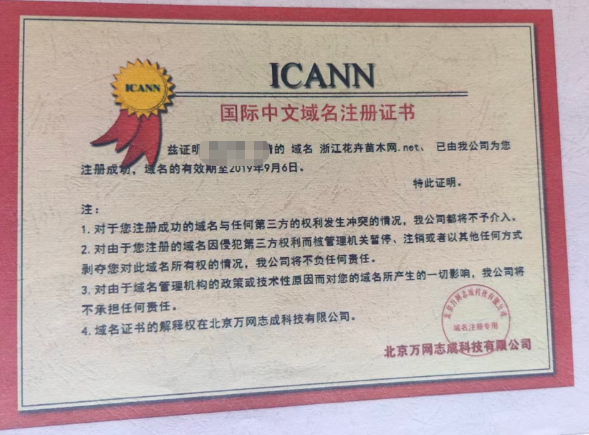 ICANN
ICANN
国际中文域名注册证书
兹证明 的 域名 浙江花卉苗木网.net、 已由我公司为您
注册成功，域名的有效期至2019年9月6日。
特此证明。
注：
1. 对于您注册成功的域名与任何第三方的权利发生冲突的情况，我公司都将不予介入。
2. 对由于您注册的域名因侵犯第三方权利而被管理机关暂停、注销或者以其他任何方式
剥夺您对此域名所有权的情况，我公司将不负任何责任。
3. 对由于域名管理机构的政策或技术性原因而对您的域名所产生的一切影响，我公司将
不承担任何责任。
4. 域名证书的解释权在北京万网志成科技有限公司。
北京万网志成科技有限公司
域名注册专用
北京万网志成科技有限公司